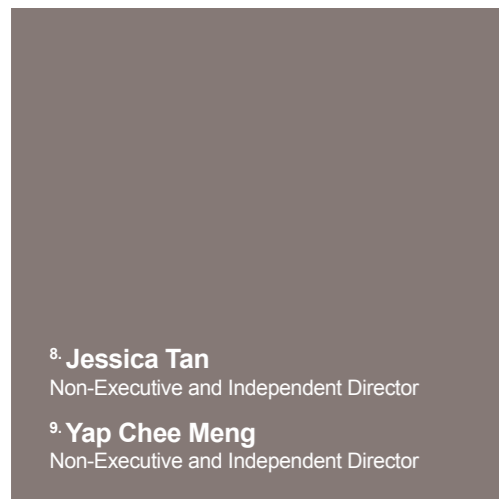 8. Jessica Tan
Non-Executive and Independent Director
9. Yap Chee Meng
Non-Executive and Independent Director